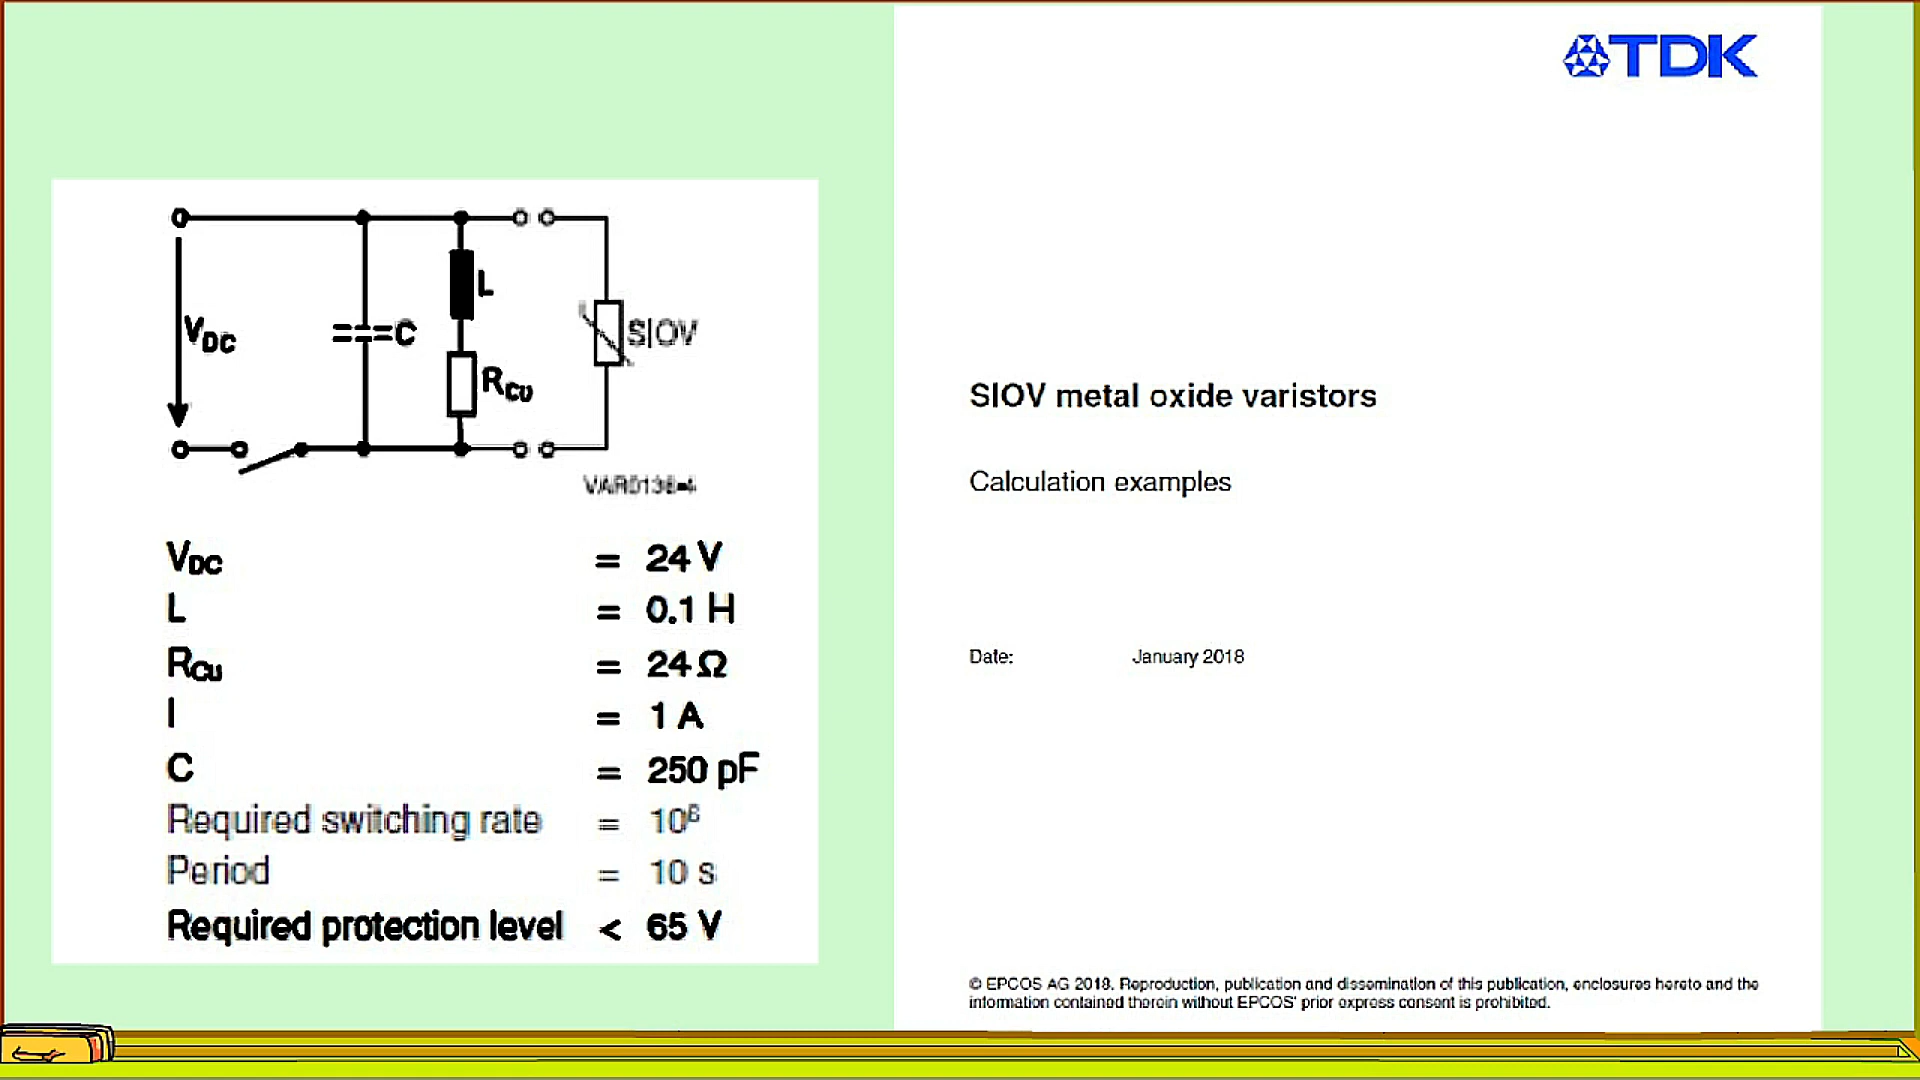 VDC
C
L
RCu
SIOV
VDC = 24 V
L = 0.1 H
RCu = 24 Ω
I = 1 A
C = 250 pF
Required switching rate = 10⁶
Period = 10 s
Required protection level < 65 V
TDK
SIOV metal oxide varistors
Calculation examples
Date: January 2018
© EPCOS AG 2018. Reproduction, publication and dissemination of this publication, enclosures hereto and the
information contained therein without EPCOS' prior express consent is prohibited.